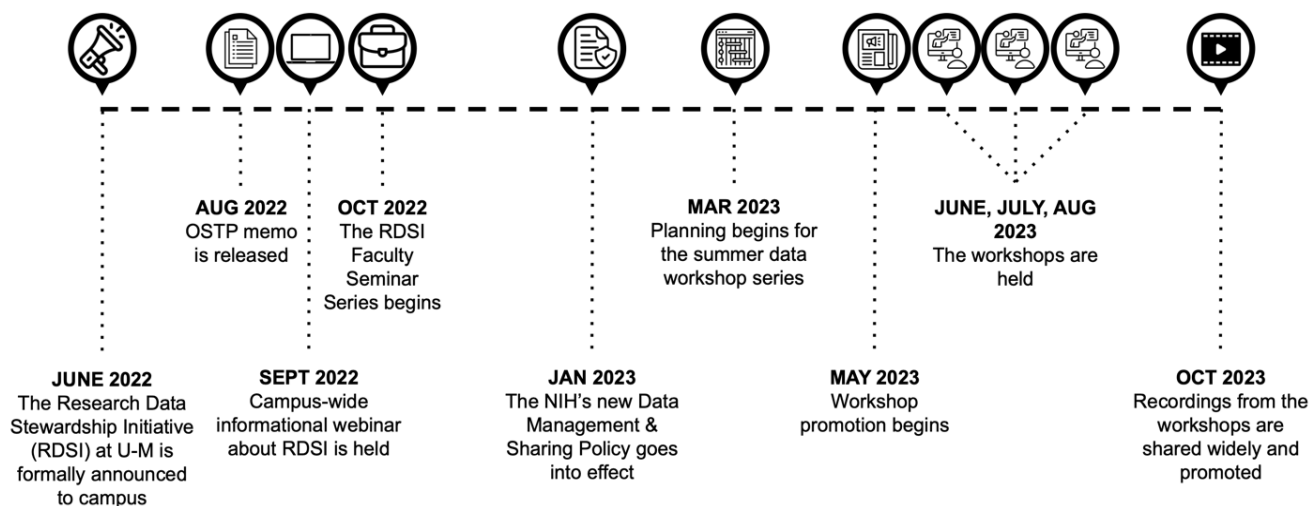 AUG 2022
OSTP memo
is released
OCT 2022
The RDSI
Faculty
Seminar
Series begins
MAR 2023
Planning begins for
the summer data
workshop series
JUNE, JULY, AUG
2023
The workshops are
held
JUNE 2022
The Research Data
Stewardship Initiative
(RDSI) at U-M is
formally announced
to campus
SEPT 2022
Campus-wide
informational webinar
about RDSI is held
JAN 2023
The NIH's new Data
Management &
Sharing Policy goes
into effect
MAY 2023
Workshop
promotion begins
OCT 2023
Recordings from the
workshops are
shared widely and
promoted